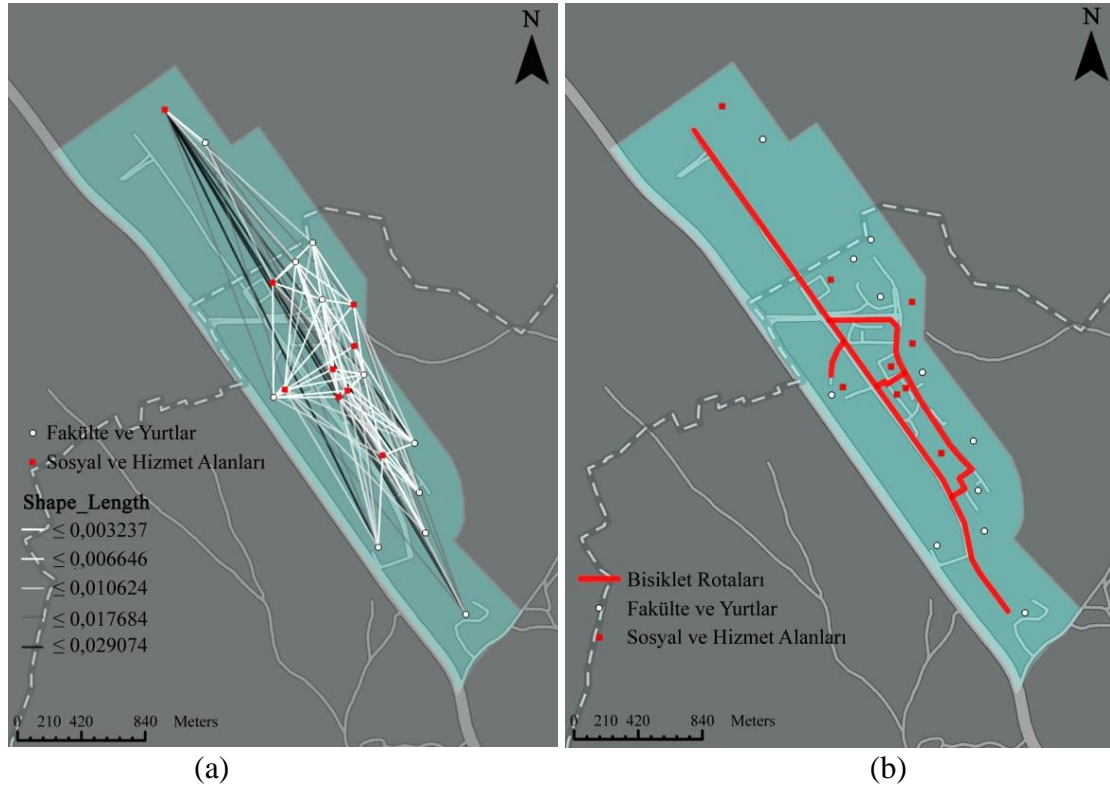 N
Fakülte ve Yurtlar
Sosyal ve Hizmet Alanları
Shape_Length
≤ 0,003237
≤ 0,006646
≤ 0,010624
≤ 0,017684
≤ 0,029074
0 210 420 840 Meters
(a)
N
Bisiklet Rotaları
Fakülte ve Yurtlar
Sosyal ve Hizmet Alanları
0 210 420 840 Meters
(b)